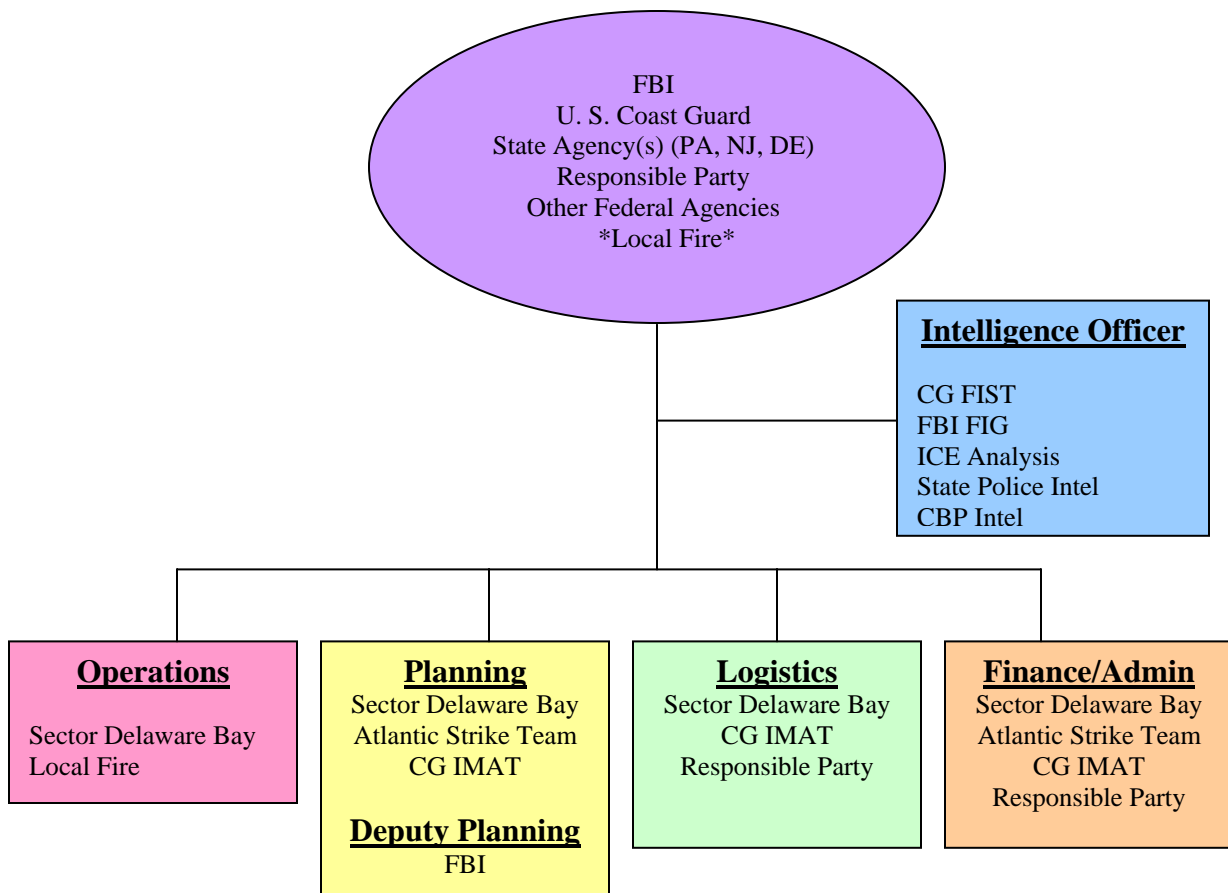 FBI
U. S. Coast Guard
State Agency(s) (PA, NJ, DE)
Responsible Party
Other Federal Agencies
*Local Fire*
Intelligence Officer
CG FIST
FBI FIG
ICE Analysis
State Police Intel
CBP Intel
Operations
Sector Delaware Bay
Local Fire
Planning
Sector Delaware Bay
Atlantic Strike Team
CG IMAT
Deputy Planning
FBI
Logistics
Sector Delaware Bay
CG IMAT
Responsible Party
Finance/Admin
Sector Delaware Bay
Atlantic Strike Team
CG IMAT
Responsible Party